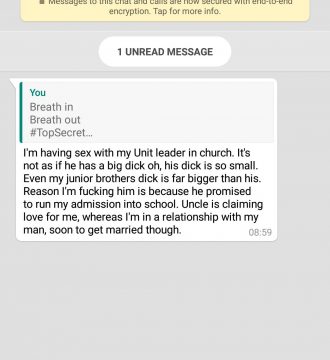 Messages to this chat and calls are now secured with end-to-end
encryption. Tap for more info.
1 UNREAD MESSAGE
You
Breath in
Breath out
#TopSecret...
I'm having sex with my Unit leader in church. It's
not as if he has a big dick oh, his dick is so small.
Even my junior brothers dick is far bigger than his.
Reason I'm fucking him is because he promised
to run my admission into school. Uncle is claiming
love for me, whereas I'm in a relationship with my
man, soon to get married though.
08:59